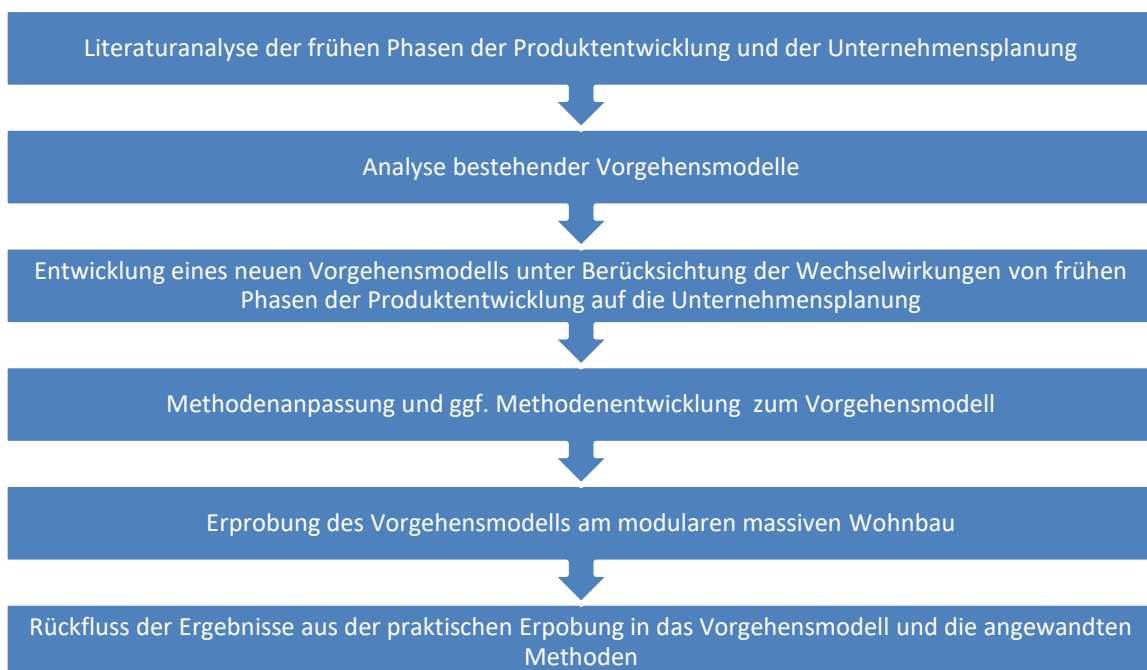 Literaturanalyse der frühen Phasen der Produktentwicklung und der Unternehmensplanung
Analyse bestehender Vorgehensmodelle
Entwicklung eines neuen Vorgehensmodells unter Berücksichtung der Wechselwirkungen von frühen
Phasen der Produktentwicklung auf die Unternehmensplanung
Methodenanpassung und ggf. Methodenentwicklung  zum Vorgehensmodell
Erprobung des Vorgehensmodells am modularen massiven Wohnbau
Rückfluss der Ergebnisse aus der praktischen Erpobung in das Vorgehensmodell und die angewandten
Methoden